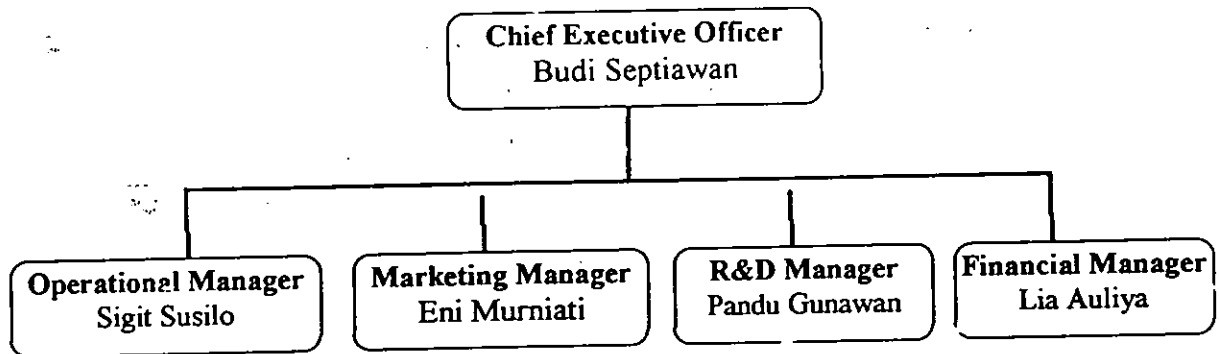 Chief Executive Officer
Budi Septiawan
Operational Manager
Sigit Susilo
Marketing Manager
Eni Murniati
R&D Manager
Pandu Gunawan
Financial Manager
Lia Auliya